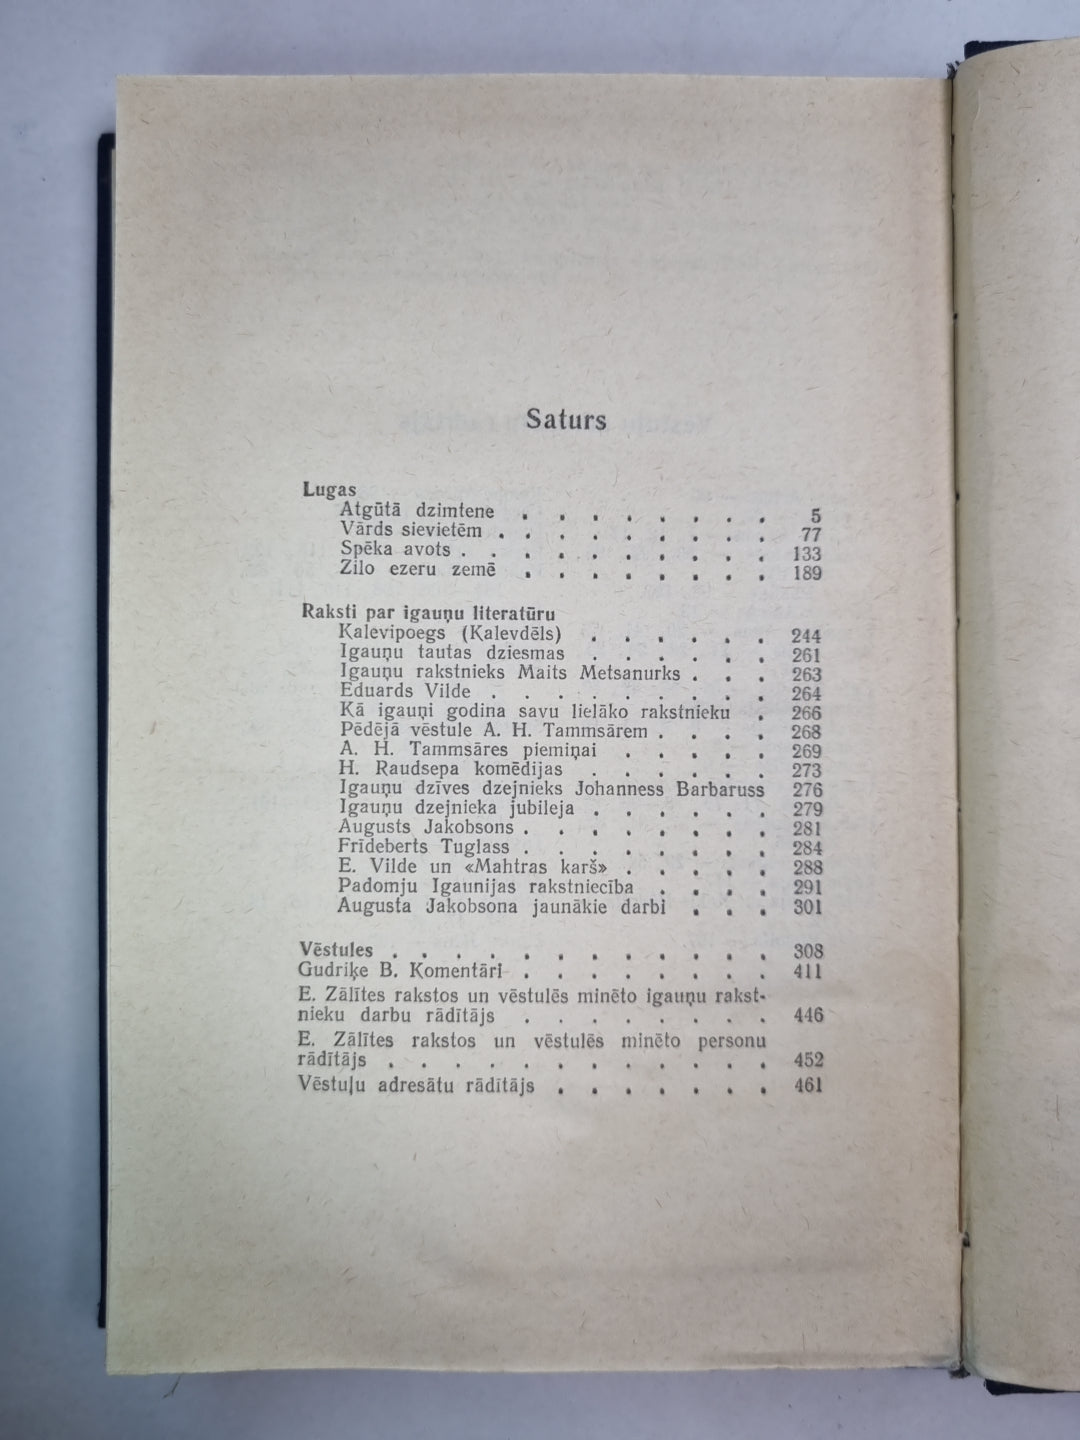 Saturs
Lugas
Atgūtā dzimtene . . . . . . . . 5
Vārds sievietēm . . . . . . . . . 77
Spēka avots . . . . . . . . . . 133
Zilo ezeru zemē . . . . . . . . 189
Raksti par igauņu literatūru
Kalevipoegs (Kalevdēls) . . . . . . 244
Igauņu tautas dziesmas . . . . . . 261
Igauņu rakstnieks Maits Metsanurks . . . 263
Eduards Vilde . . . . . . . . . 264
Kā igauņi godina savu lielāko rakstnieku . 266
Pēdējā vēstule A. H. Tammsārem . . . . 268
A. H. Tammsāres piemiņai . . . . . 269
H. Raudsepa komēdijas . . . . . . 273
Igauņu dzīves dzejnieks Johanness Barbaruss 276
Igauņu dzejnieka jubileja . . . . . . 279
Augusts Jakobsons . . . . . . . . 281
Frīdeberts Tuglass . . . . . . . . 284
E. Vilde un «Mahtras karš» . . . . . 288
Padomju Igaunijas rakstniecība . . . . 291
Augusta Jakobsona jaunākie darbi . . . 301
Vēstules . . . . . . . . . . . . 308
Gudriķe B. Komentāri . . . . . . . . 411
E. Zālītes rakstos un vēstulēs minēto igauņu rakst-
nieku darbu rādītājs . . . . . . . . 446
E. Zālītes rakstos un vēstulēs minēto personu
rādītājs . . . . . . . . . . . . 452
Vēstuļu adresātu rādītājs . . . . . . . 461